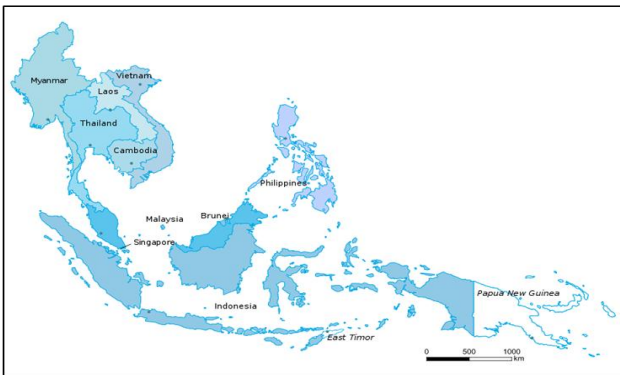 Myanmar
Vietnam
Laos
Thailand
Cambodia
Philippines
Malaysia
Brunei
Singapore
Indonesia
Papua New Guinea
East Timor
0 500 1000
km